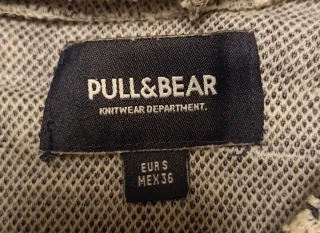 PULL&BEAR
KNITWEAR DEPARTMENT.
EUR S
MEX 36